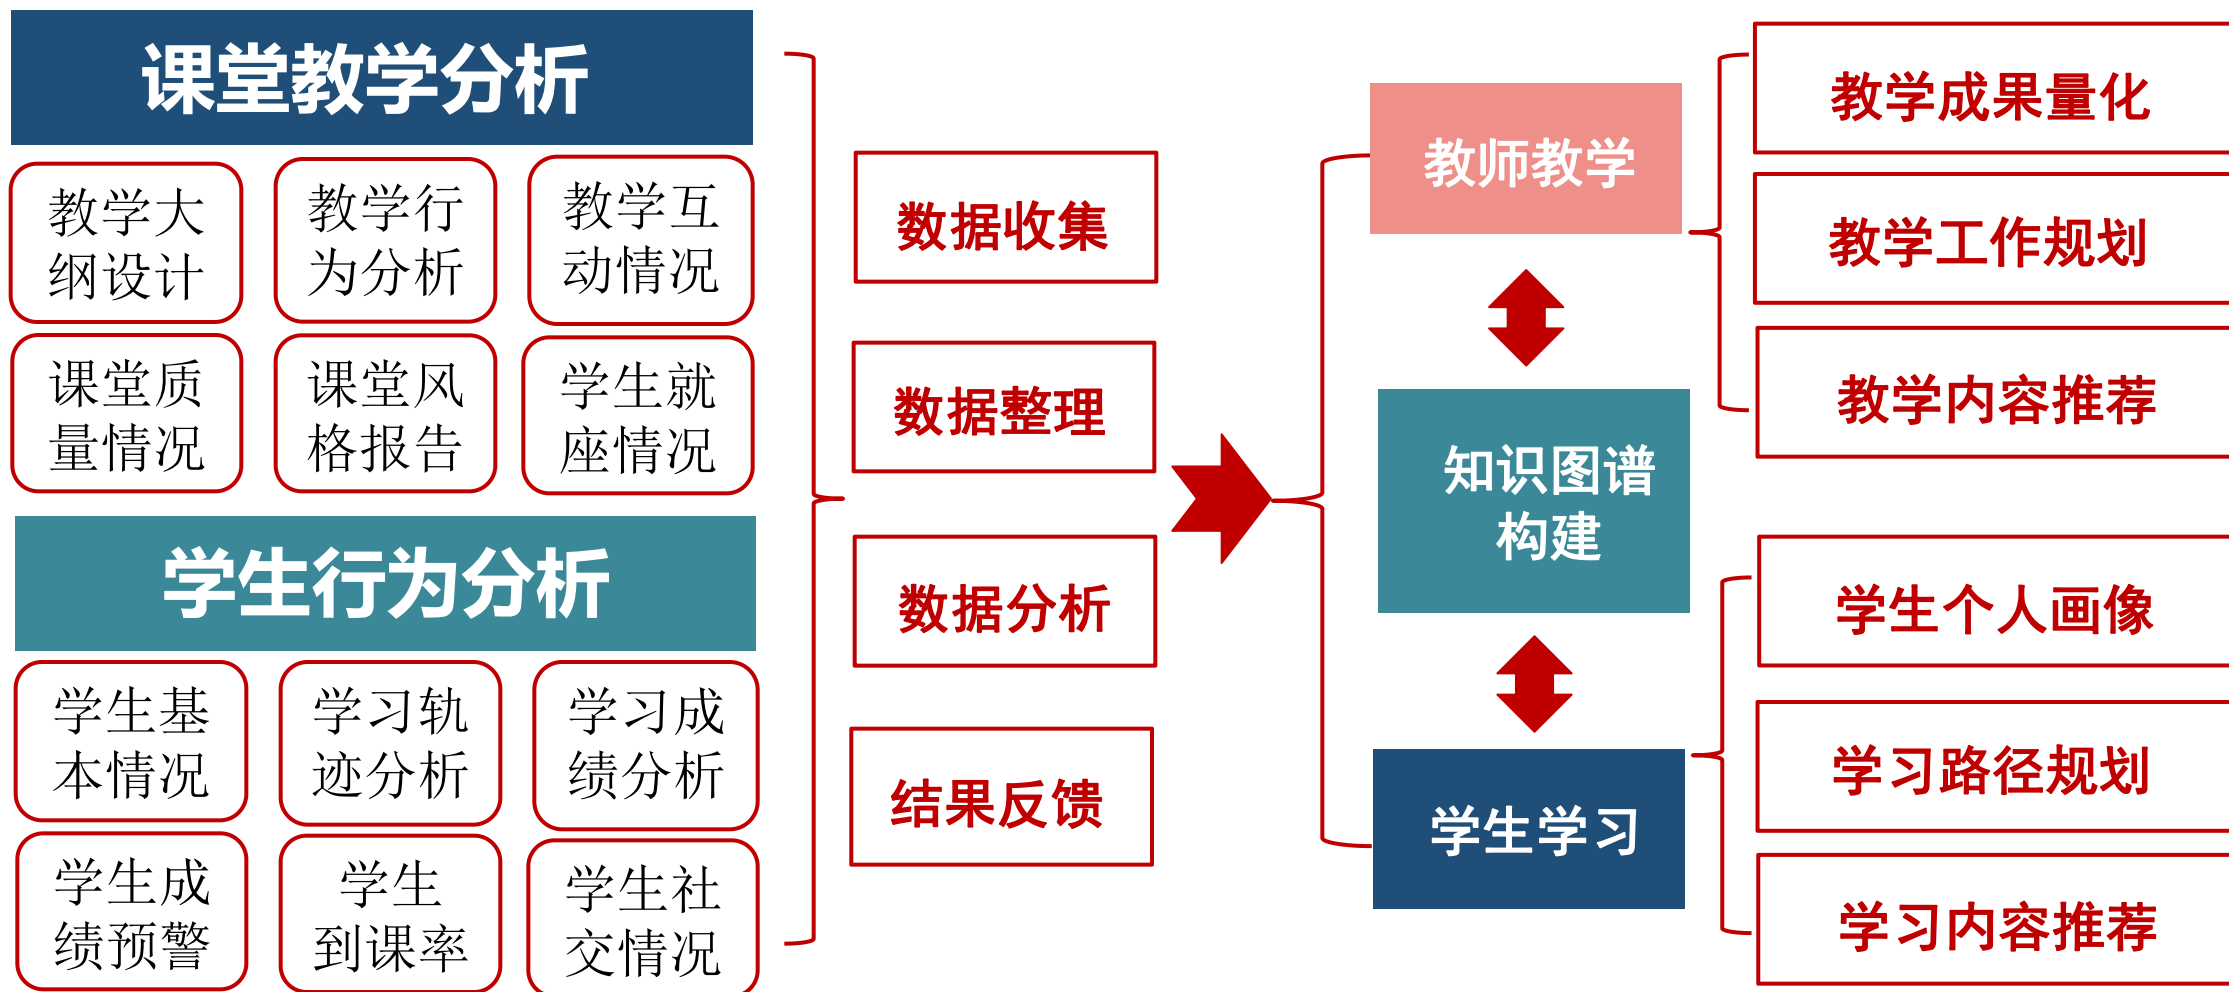 课堂教学分析
教学大
纲设计
教学行
为分析
教学互
动情况
课堂质
量情况
课堂风
格报告
学生就
座情况
学生行为分析
学生基
本情况
学习轨
迹分析
学习成
绩分析
学生成
绩预警
学生
到课率
学生社
交情况
数据收集
数据整理
数据分析
结果反馈
教师教学
知识图谱
构建
学生学习
教学成果量化
教学工作规划
教学内容推荐
学生个人画像
学习路径规划
学习内容推荐